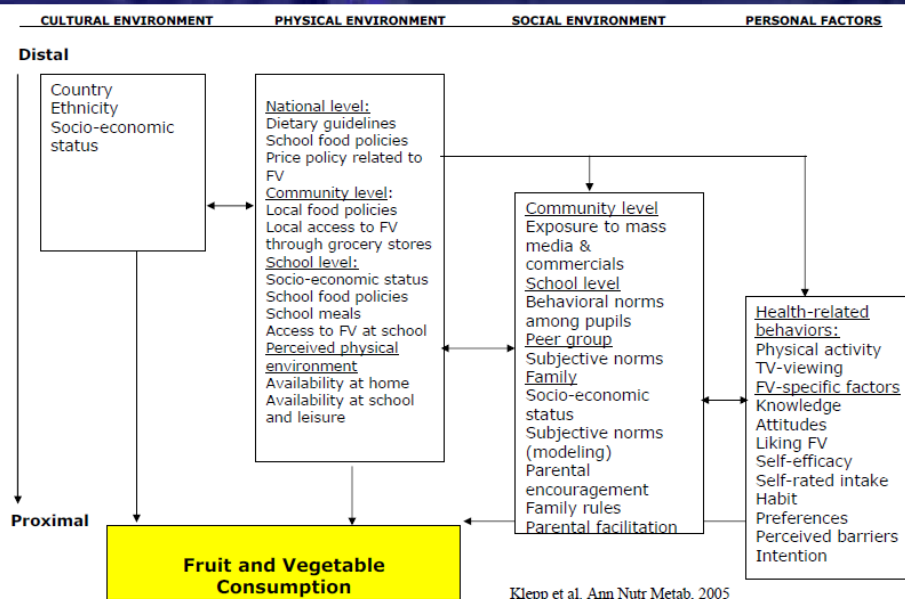 CULTURAL ENVIRONMENT
PHYSICAL ENVIRONMENT
SOCIAL ENVIRONMENT
PERSONAL FACTORS
Distal
Country
Ethnicity
Socio-economic
status
National level:
Dietary guidelines
School food policies
Price policy related to
FV
Community level:
Local food policies
Local access to FV
through grocery stores
School level:
Socio-economic status
School food policies
School meals
Access to FV at school
Perceived physical
environment
Availability at home
Availability at school
and leisure
Community level
Exposure to mass
media &
commercials
School level
Behavioral norms
among pupils
Peer group
Subjective norms
Family
Socio-economic
status
Subjective norms
(modeling)
Parental
encouragement
Family rules
Parental facilitation
Health-related
behaviors:
Physical activity
TV-viewing
FV-specific factors
Knowledge
Attitudes
Liking FV
Self-efficacy
Self-rated intake
Habit
Preferences
Perceived barriers
Intention
Proximal
Fruit and Vegetable
Consumption
Klepp et al. Ann Nutr Metab, 2005